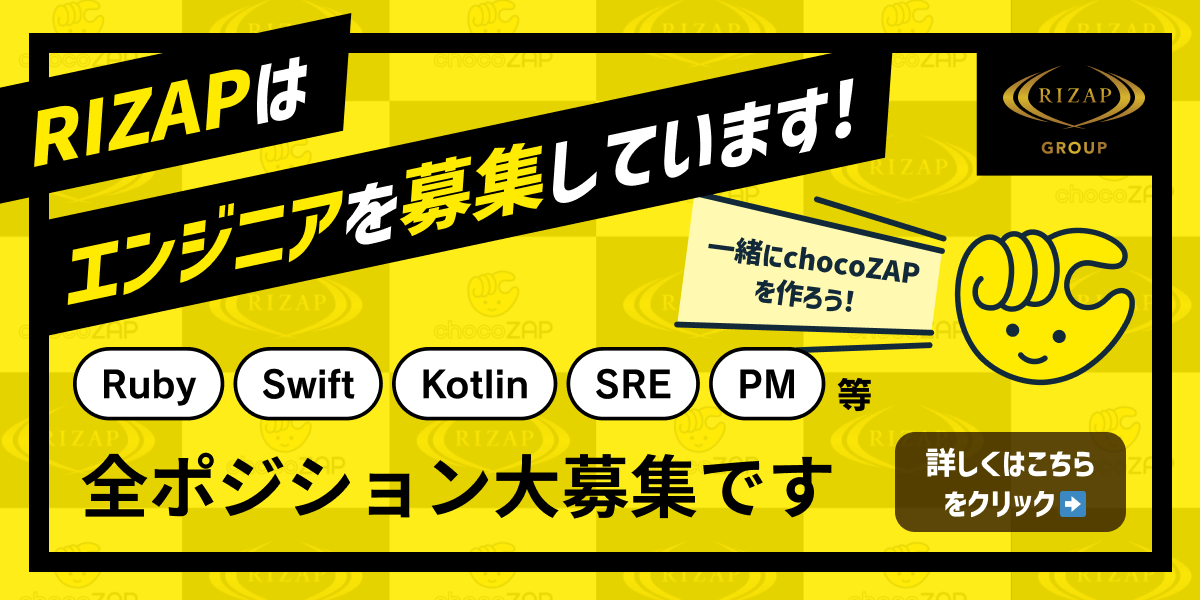 RIZAPは
エンジニアを募集しています!
RIZAP
GROUP
一緒にchocoZAP
を作ろう!
Ruby
Swift
Kotlin
SRE
PM
等
全ポジション大募集です
詳しくはこちら
をクリック➡